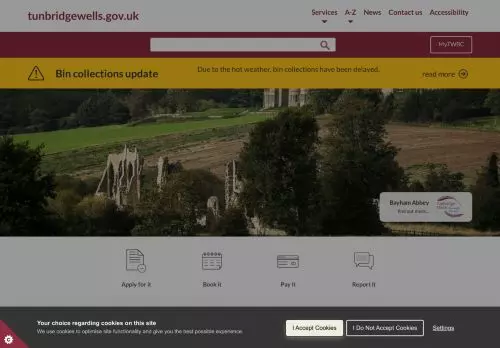 tunbridgewells.gov.uk
Services A-Z News Contact us Accessibility
MyTWBC
Bin collections update
Due to the hot weather, bin collections have been delayed.
read more
Bayham Abbey
find out more...
Apply for it
Book it
Pay it
Report it
Your choice regarding cookies on this site
We use cookies to optimise site functionality and give you the best possible experience.
I Accept Cookies
I Do Not Accept Cookies
Settings